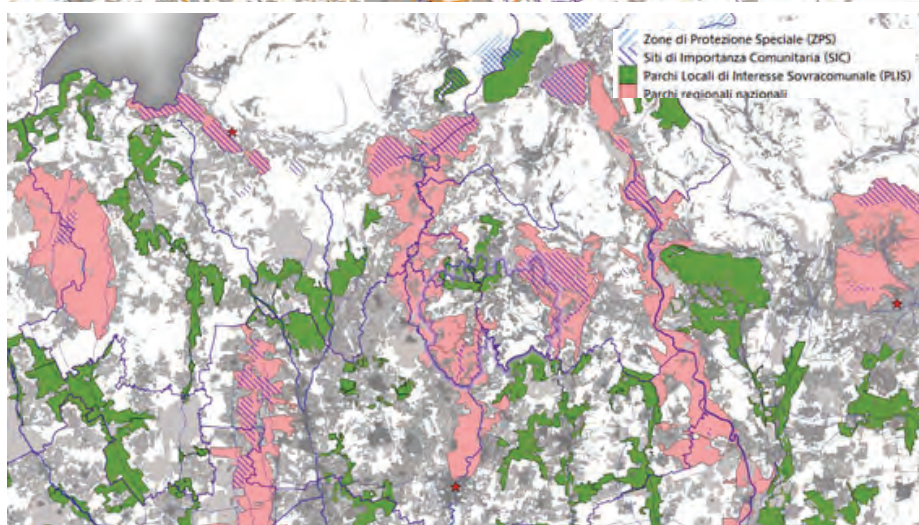 Zone di Protezione Speciale (ZPS)
Siti di Importanza Comunitaria (SIC)
Parchi Locali di Interesse Sovracomunale (PLIS)
Parchi regionali nazionali